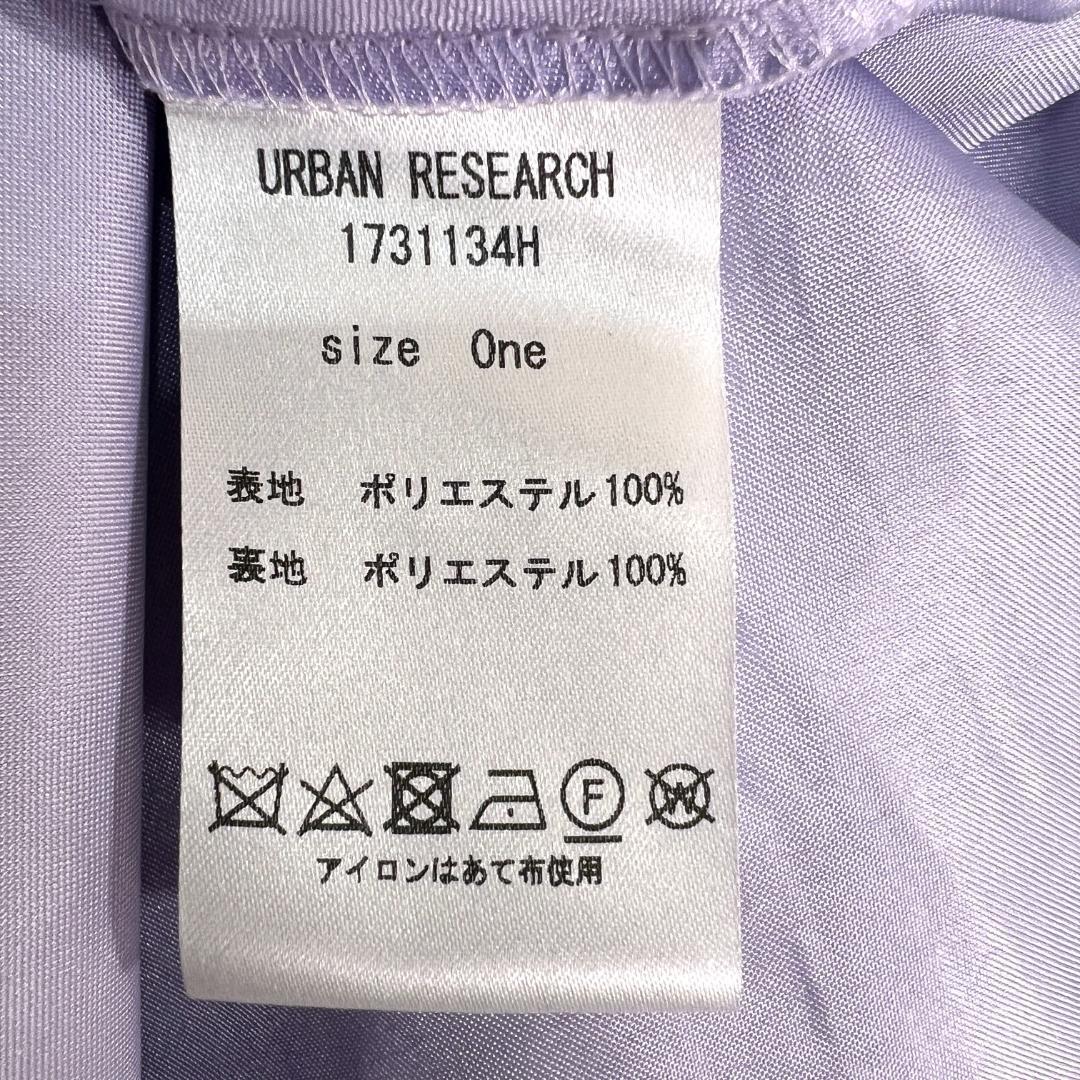 URBAN RESEARCH
1731134H
size One
表地 ポリエステル100%
裏地 ポリエステル100%
F W
アイロンはあて布使用